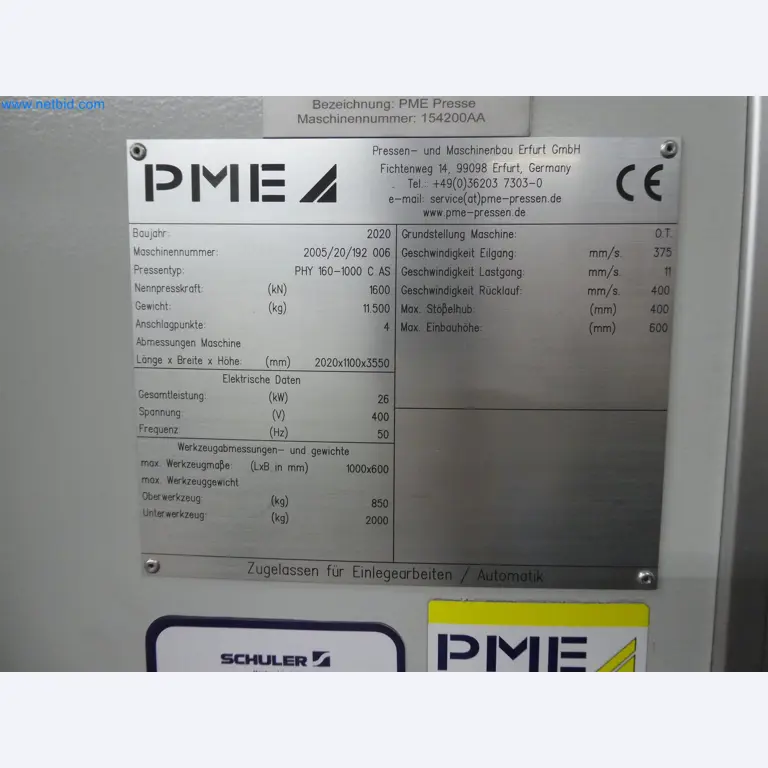 www.netbid.com
Bezeichnung: PME Presse
Maschinennummer: 154200AA
PME
Pressen- und Maschinenbau Erfurt GmbH
Fichtenweg 14, 99098 Erfurt, Germany
Tel.: +49(0)36203 7303-0
e-mail: service(at)pme-pressen.de
www.pme-pressen.de
CE
Baujahr: 2020
Maschinennummer: 2005/20/192 006
Pressentyp: PHY 160-1000 C AS
Nennpresskraft: (kN) 1600
Gewicht: (kg) 11.500
Anschlagpunkte: 4
Abmessungen Maschine
Länge x Breite x Höhe: (mm) 2020x1100x3550
Elektrische Daten
Gesamtleistung: (kW) 26
Spannung: (V) 400
Frequenz: (Hz) 50
Werkzeugabmessungen- und gewichte
max. Werkzeugmaße: (LxB in mm) 1000x600
max. Werkzeuggewicht
Oberwerkzeug: (kg) 850
Unterwerkzeug: (kg) 2000
Grundstellung Maschine: O.T.
Geschwindigkeit Eilgang: mm/s. 375
Geschwindigkeit Lastgang: mm/s. 11
Geschwindigkeit Rücklauf: mm/s. 400
Max. Stößelhub: (mm) 400
Max. Einbauhöhe: (mm) 600
Zugelassen für Einlegearbeiten / Automatik
SCHULER
PME